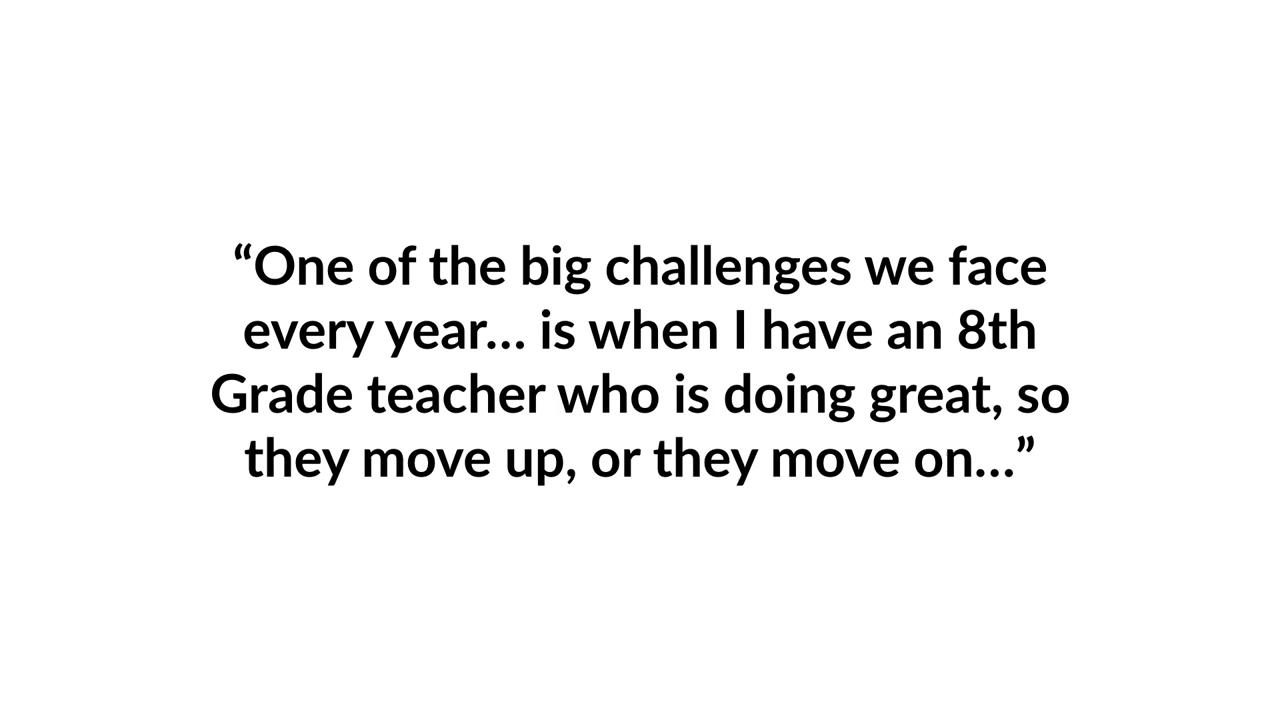 “One of the big challenges we face
every year... is when I have an 8th
Grade teacher who is doing great, so
they move up, or they move on...”